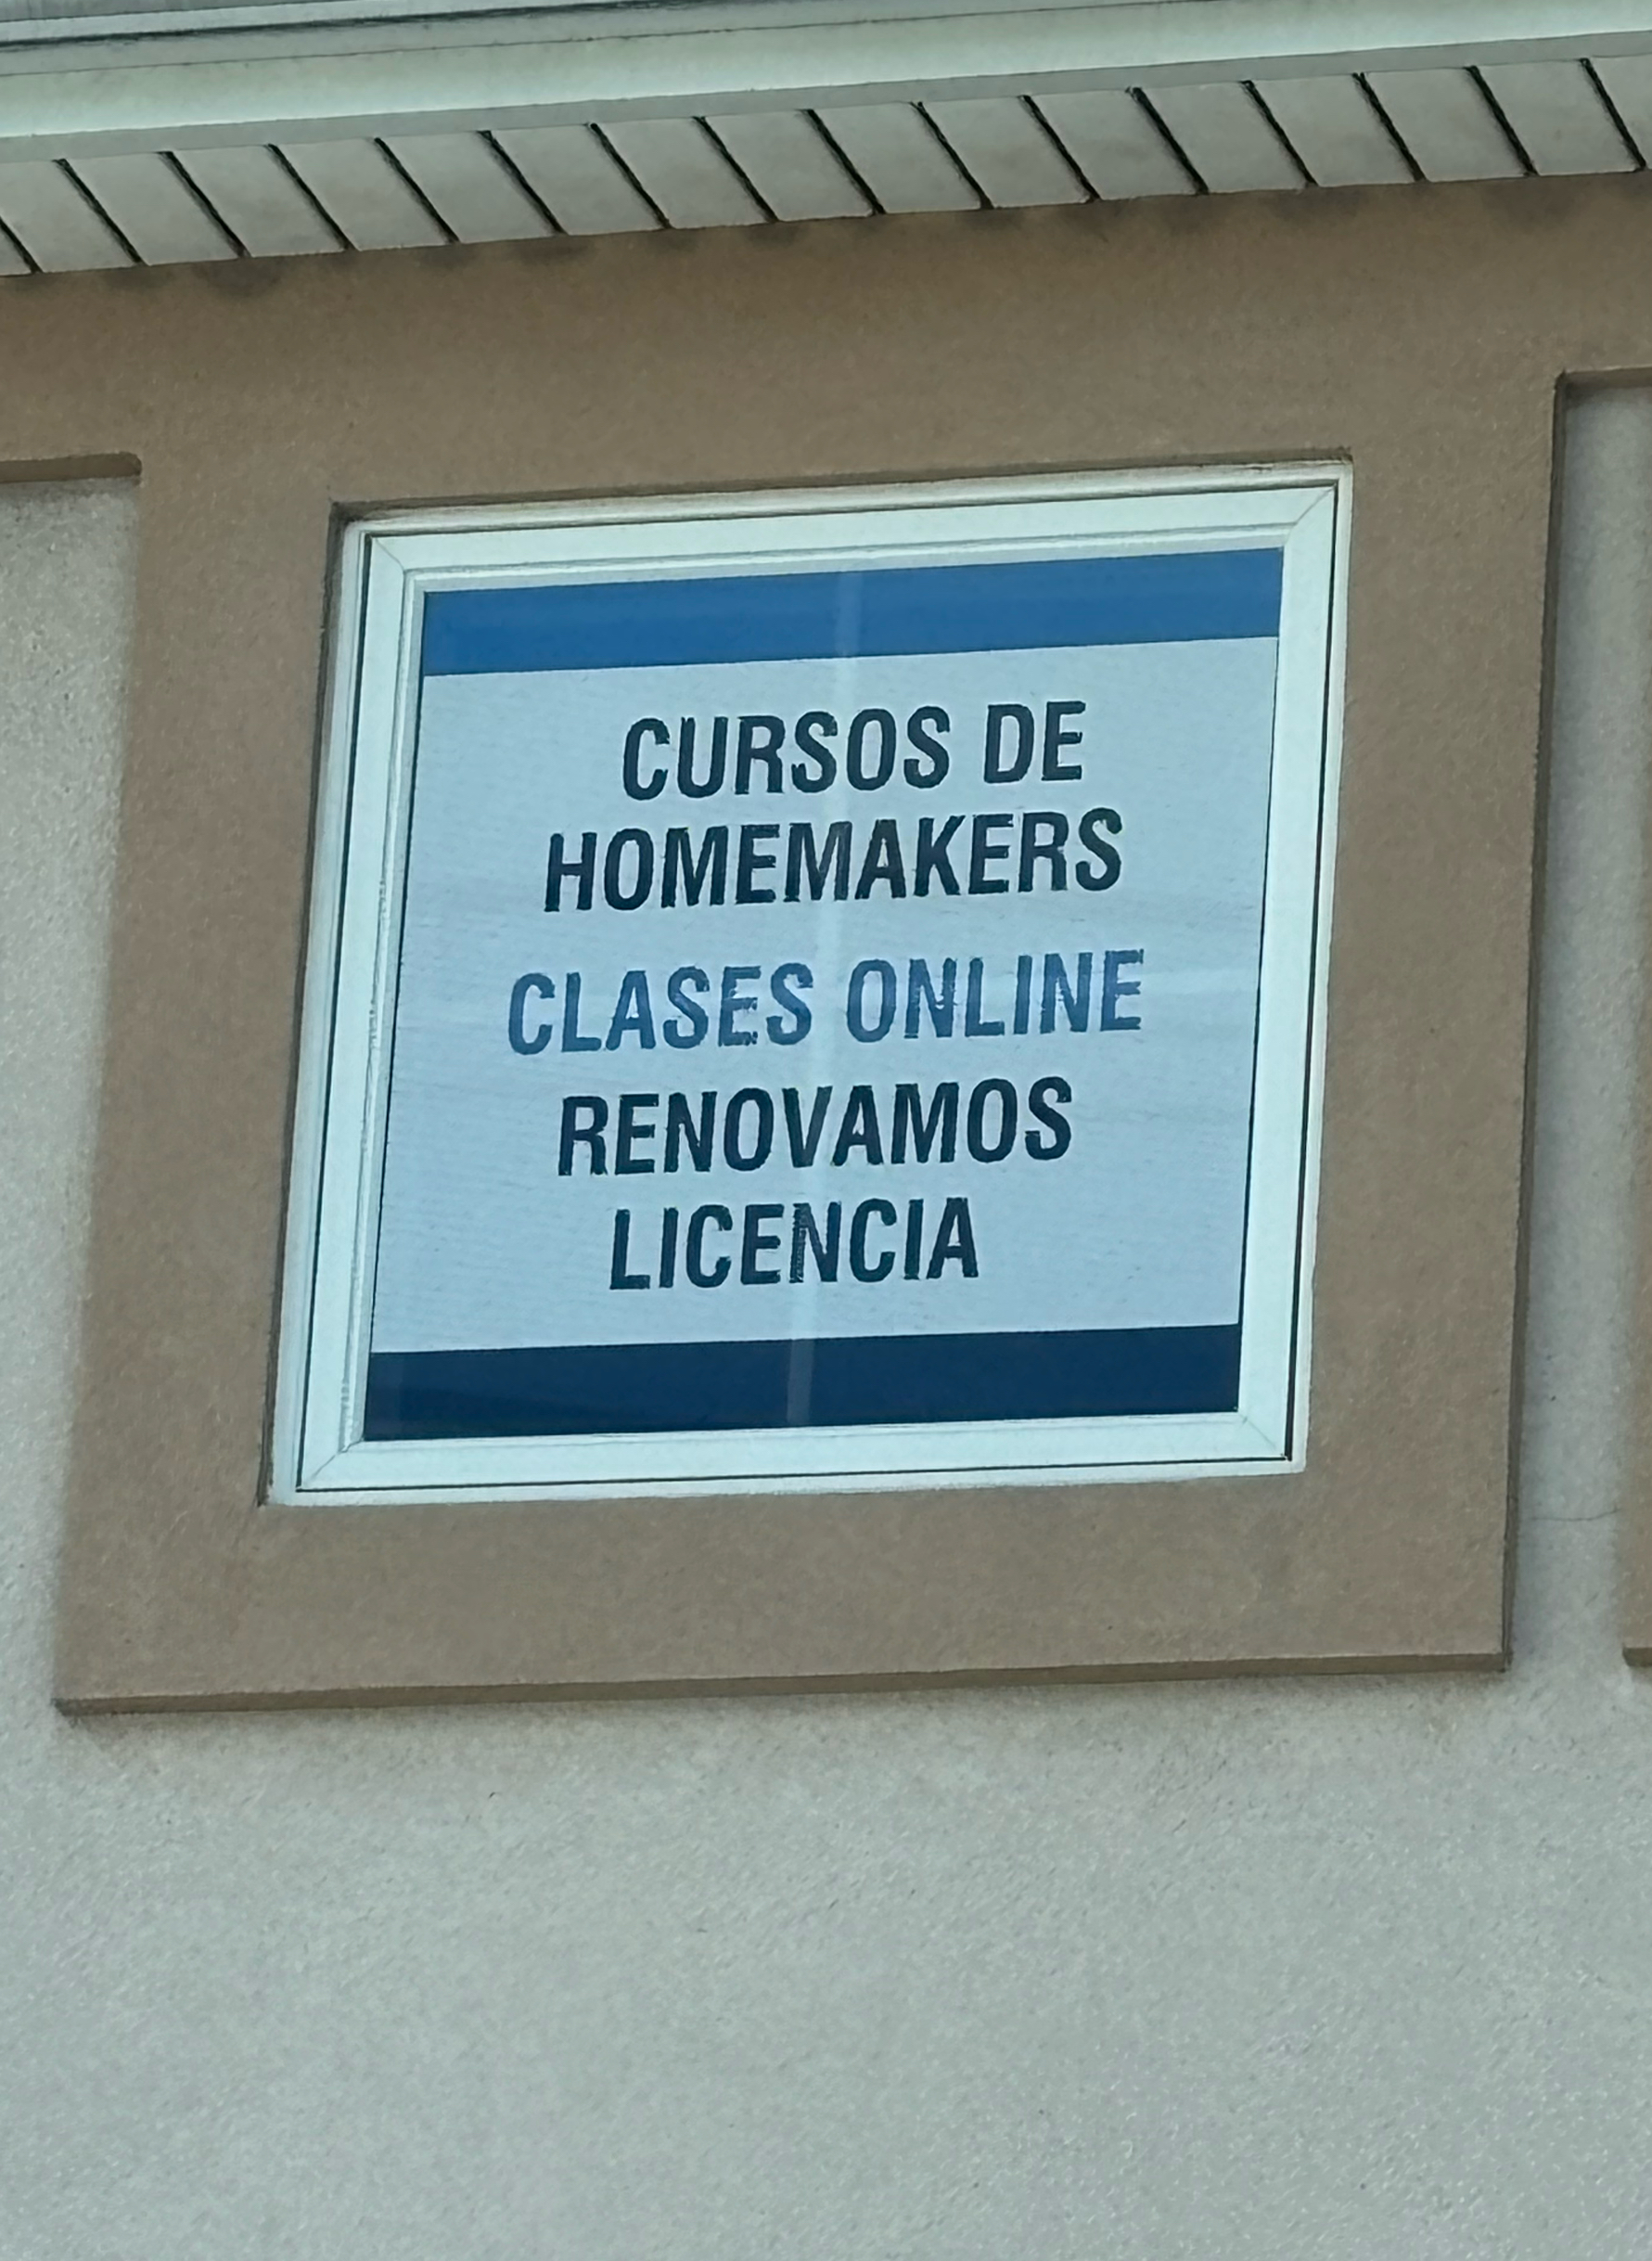 CURSOS DE
HOMEMAKERS
CLASES ONLINE
RENOVAMOS
LICENCIA